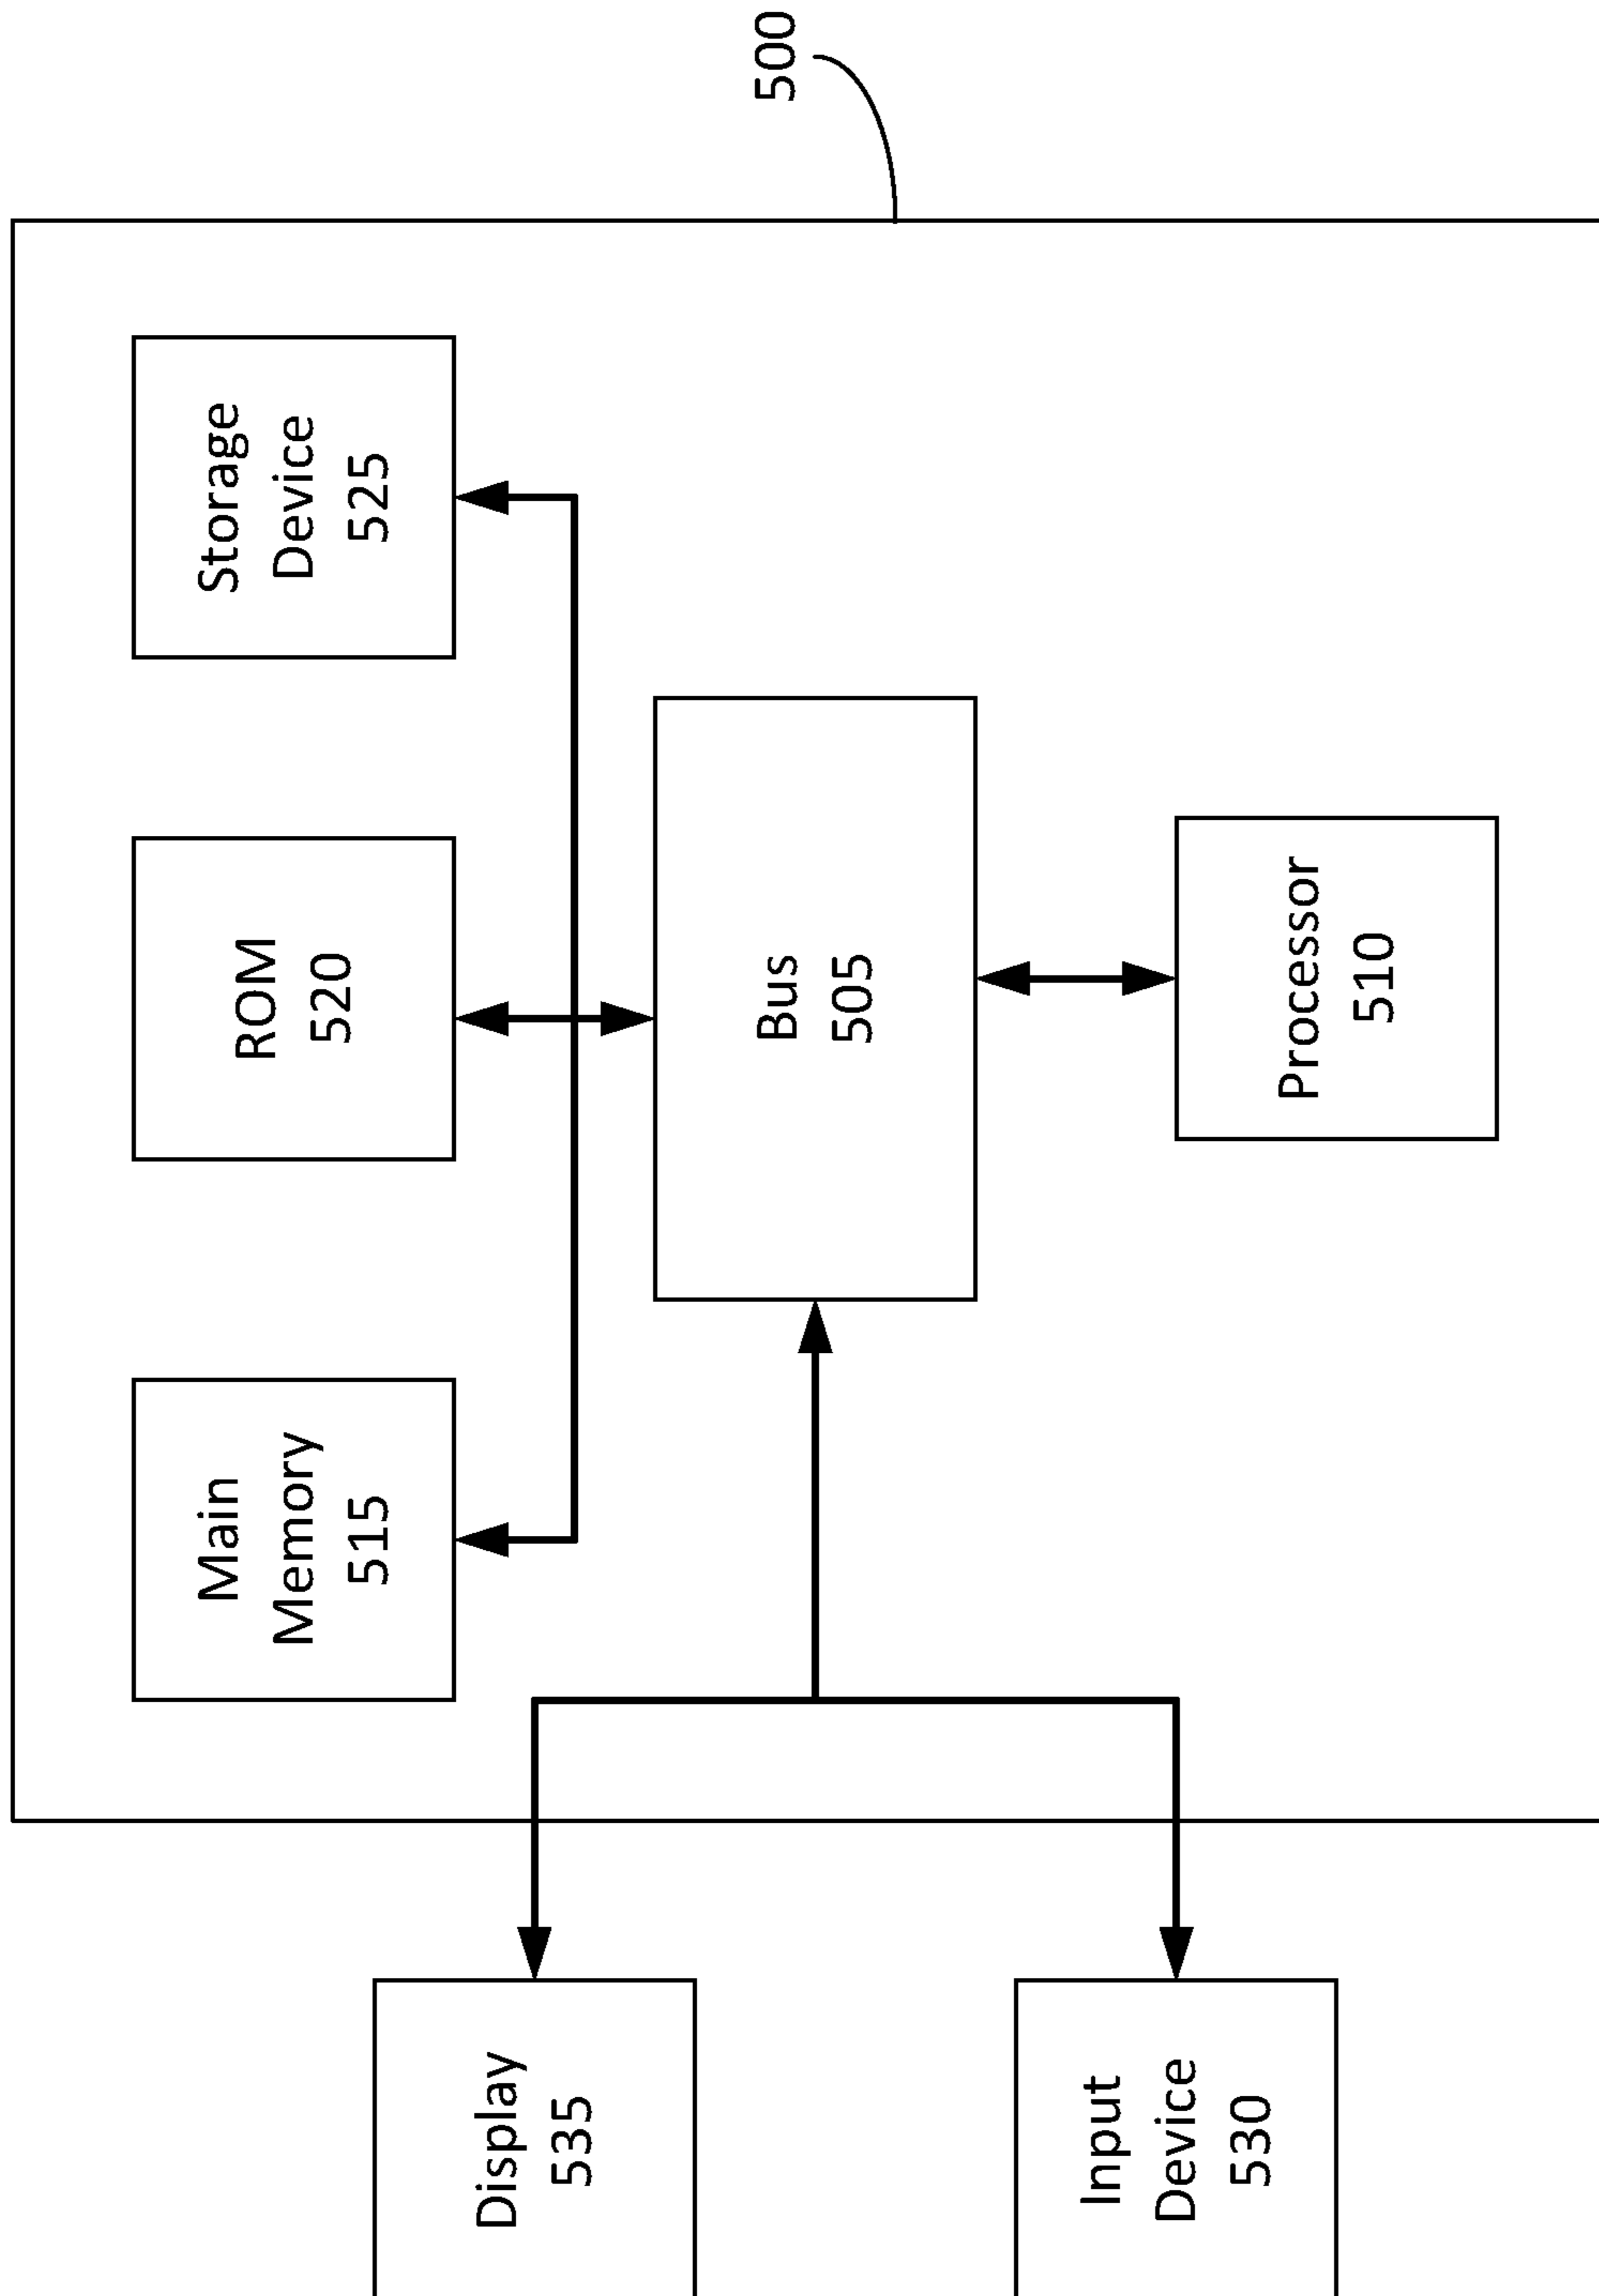 500
Main
Memory
515
ROM
520
Storage
Device
525
Display
535
Bus
505
Input
Device
530
Processor
510